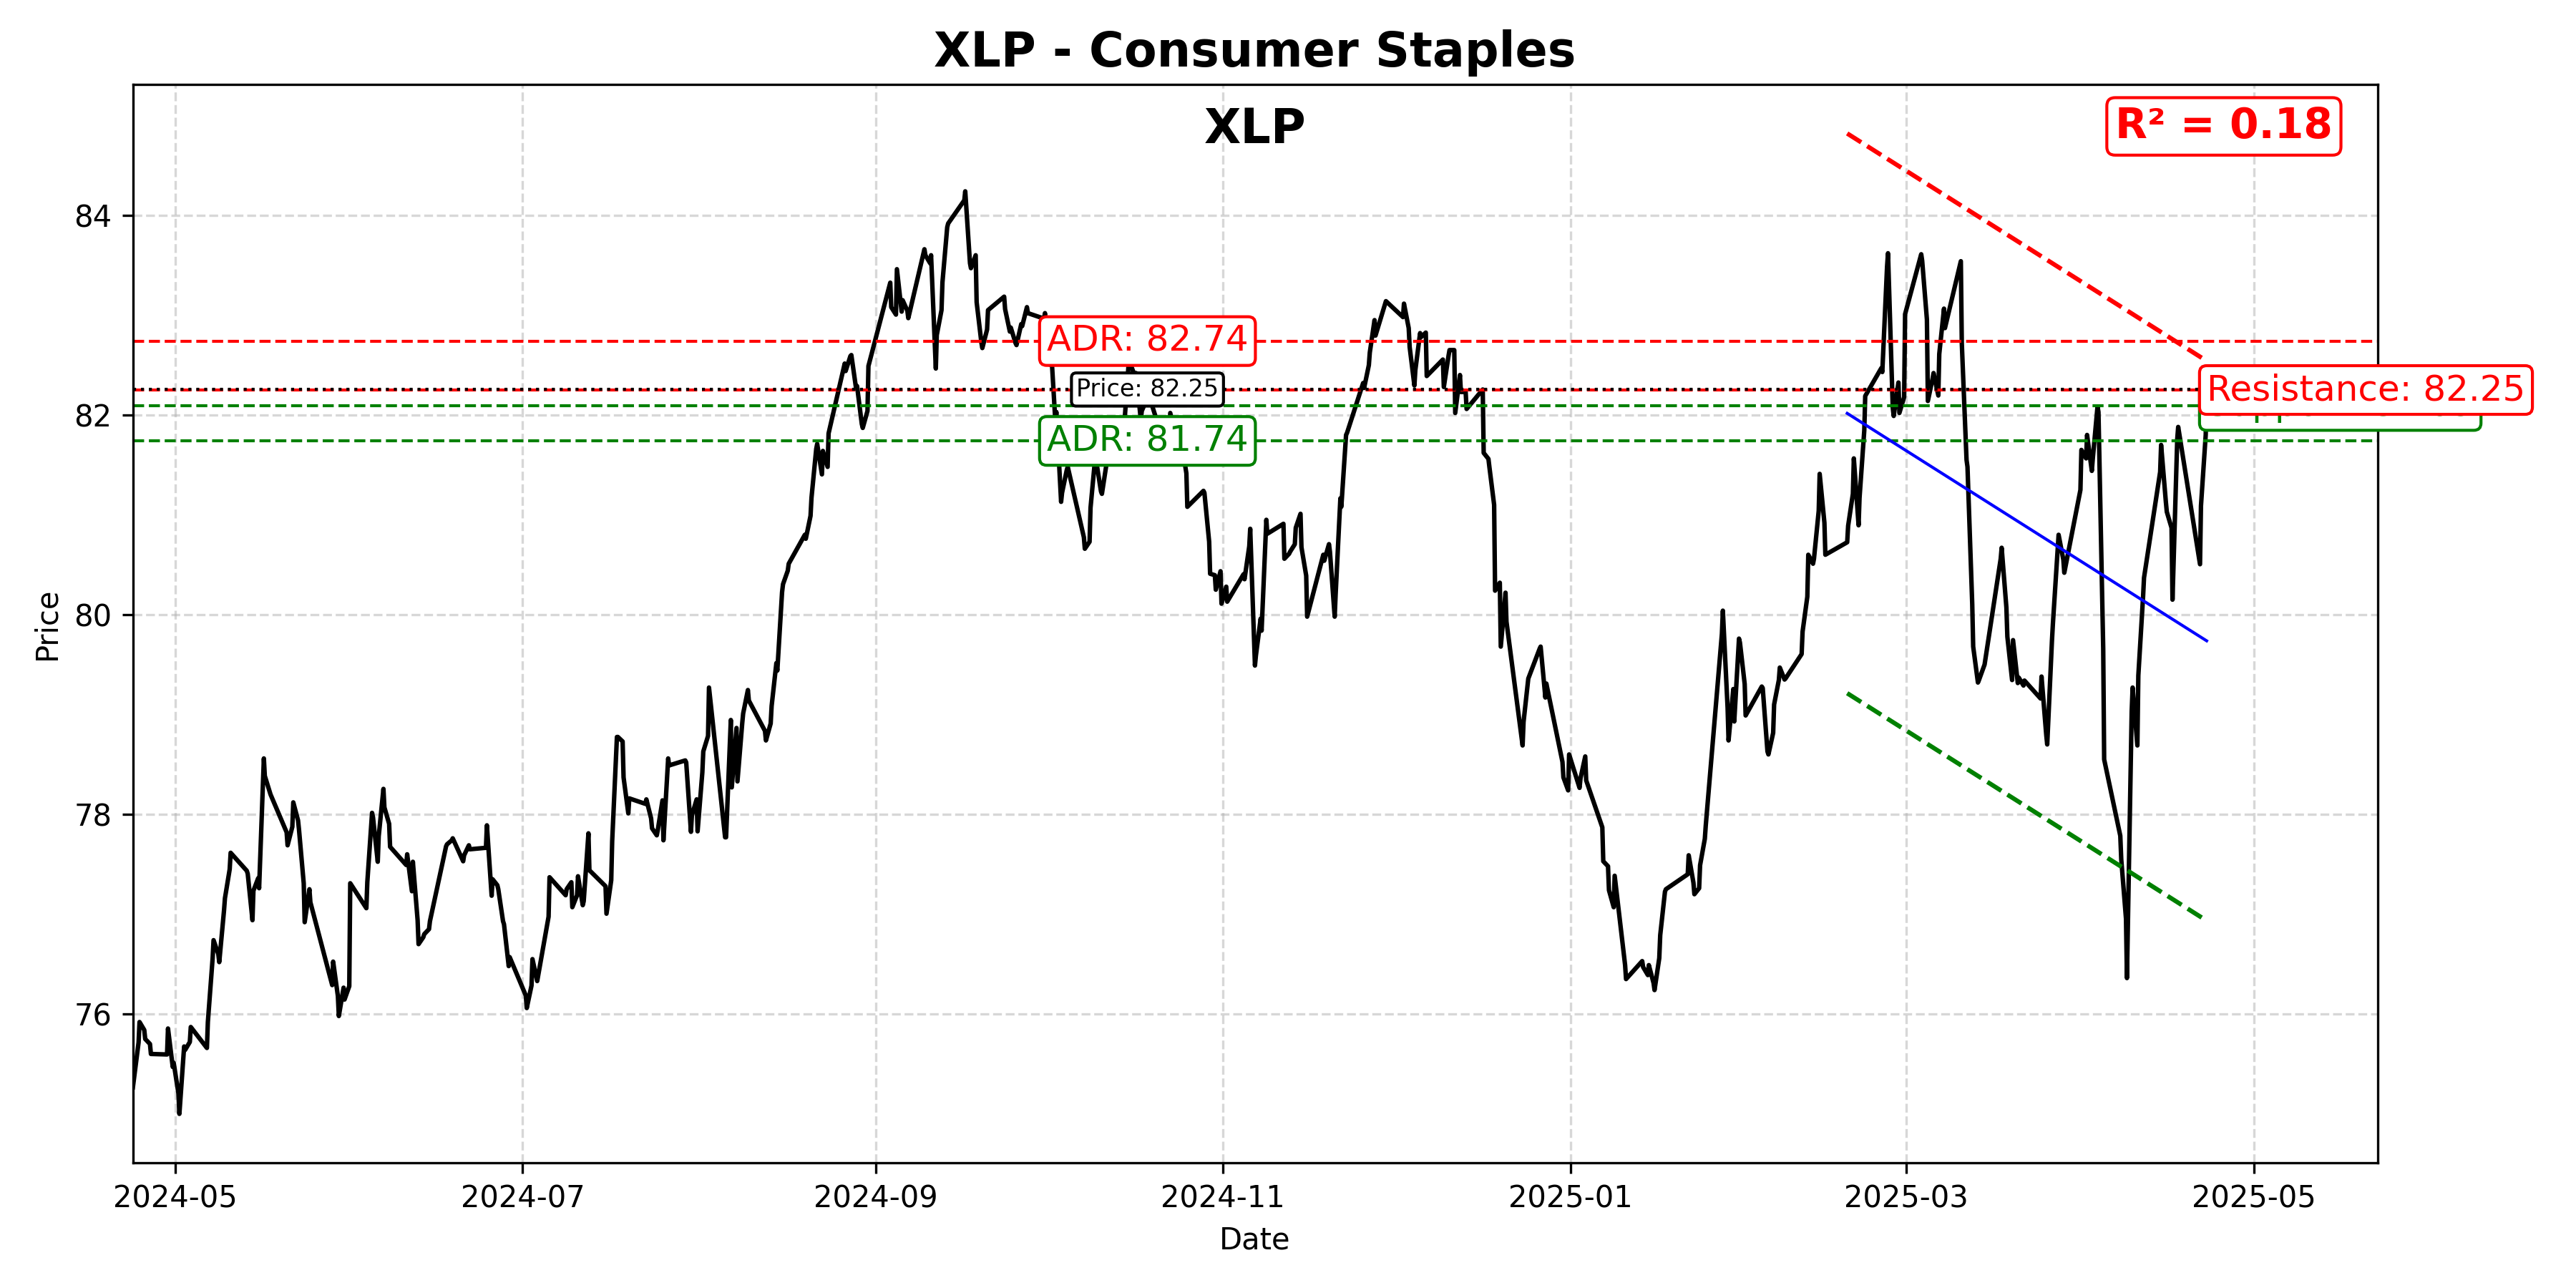 XLP - Consumer Staples
XLP
R² = 0.18
84
82
80
78
76
Price
ADR: 82.74
Price: 82.25
ADR: 81.74
Resistance: 82.25
2024-05
2024-07
2024-09
2024-11
2025-01
2025-03
2025-05
Date